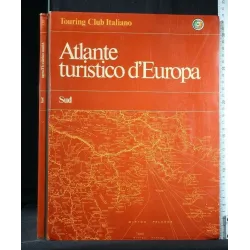 Touring Club Italiano
Atlante
turistico d'Europa
Sud